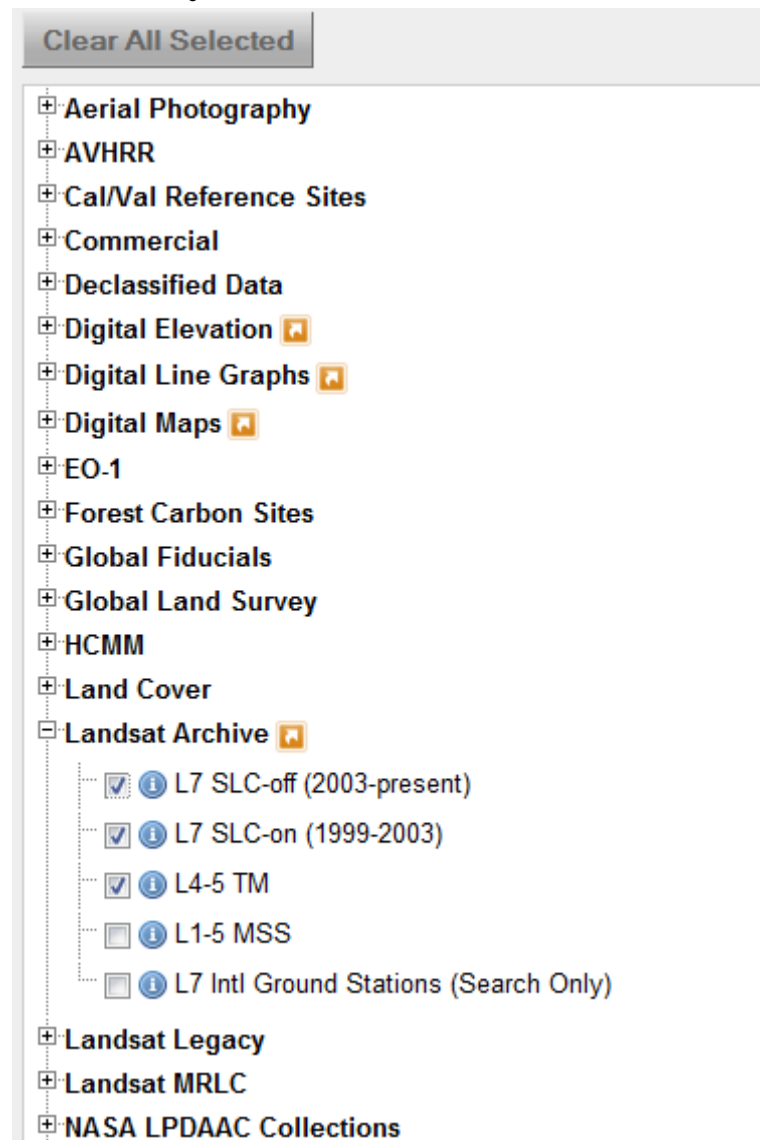 Clear All Selected
Aerial Photography
AVHRR
Cal/Val Reference Sites
Commercial
Declassified Data
Digital Elevation
Digital Line Graphs
Digital Maps
EO-1
Forest Carbon Sites
Global Fiducials
Global Land Survey
HCMM
Land Cover
Landsat Archive
L7 SLC-off (2003-present)
L7 SLC-on (1999-2003)
L4-5 TM
L1-5 MSS
L7 Intl Ground Stations (Search Only)
Landsat Legacy
Landsat MRLC
NASA LPDAAC Collections